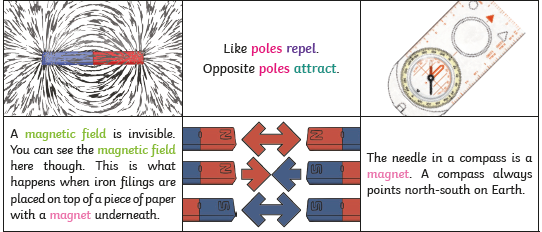 Like poles repel.
Opposite poles attract.
A magnetic field is invisible.
You can see the magnetic field
here though. This is what
happens when iron filings are
placed on top of a piece of paper
with a magnet underneath.
N N
N S
S S
The needle in a compass is a
magnet. A compass always
points north-south on Earth.